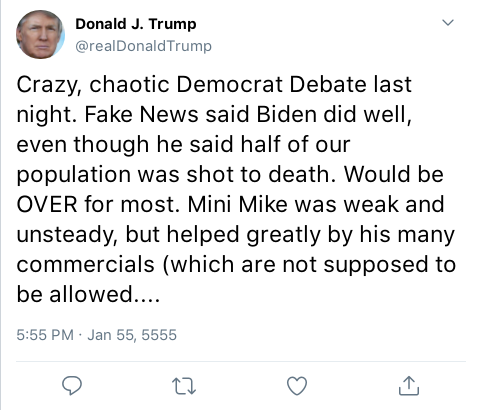 Donald J. Trump
@realDonaldTrump
Crazy, chaotic Democrat Debate last
night. Fake News said Biden did well,
even though he said half of our
population was shot to death. Would be
OVER for most. Mini Mike was weak and
unsteady, but helped greatly by his many
commercials (which are not supposed to
be allowed....
5:55 PM · Jan 55, 5555